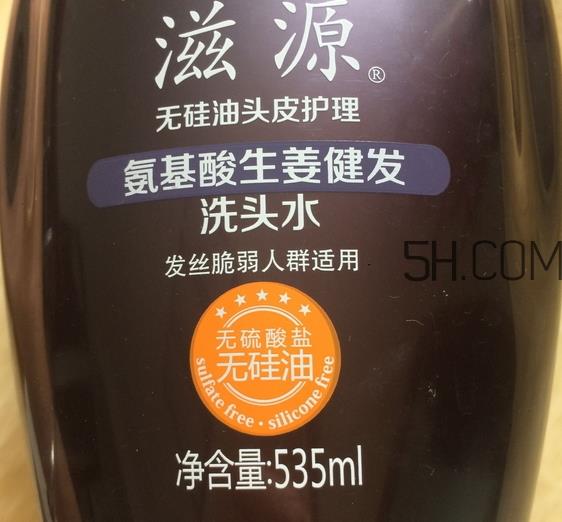 滋源®
无硅油头皮护理
氨基酸生姜健发
洗头水
发丝脆弱人群适用
5H.COM
★★★★
无硫酸盐
无硅油
sulfate free · silicone free
净含量:535ml